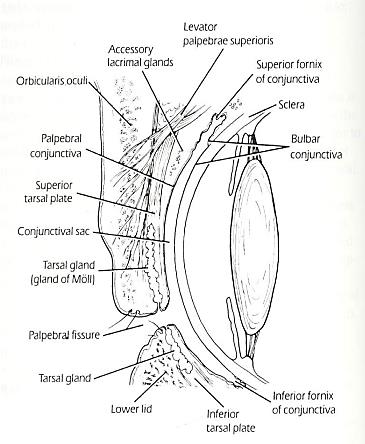 Levator
palpebrae superioris
Accessory
lacrimal glands
Superior fornix
of conjunctiva
Orbicularis oculi
Sclera
Palpebral
conjunctiva
Bulbar
conjunctiva
Superior
tarsal plate
Conjunctival sac
Tarsal gland
(gland of Möll)
Palpebral fissure
Tarsal gland
Lower lid
Inferior
tarsal plate
Inferior fornix
of conjunctiva